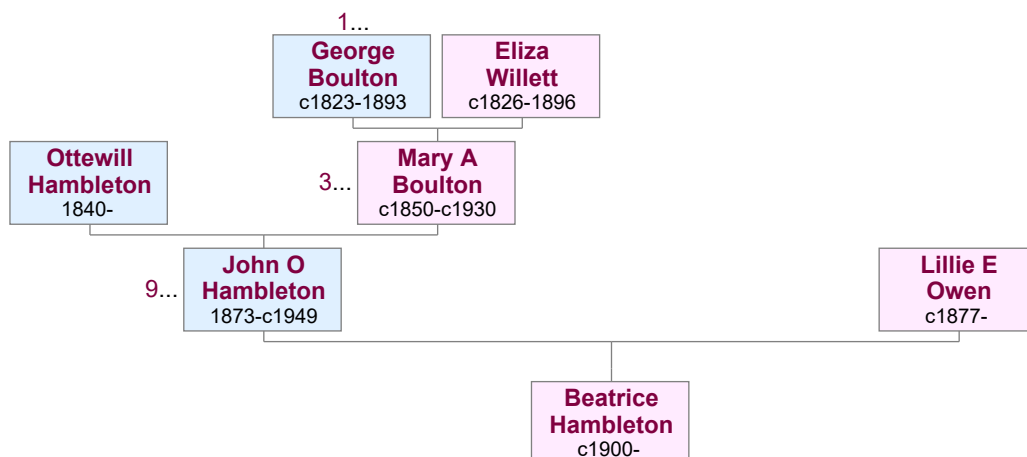 1...
George
Boulton
c1823-1893
Eliza
Willett
c1826-1896
Ottewill
Hambleton
1840-
3...
Mary A
Boulton
c1850-c1930
9...
John O
Hambleton
1873-c1949
Lillie E
Owen
c1877-
Beatrice
Hambleton
c1900-